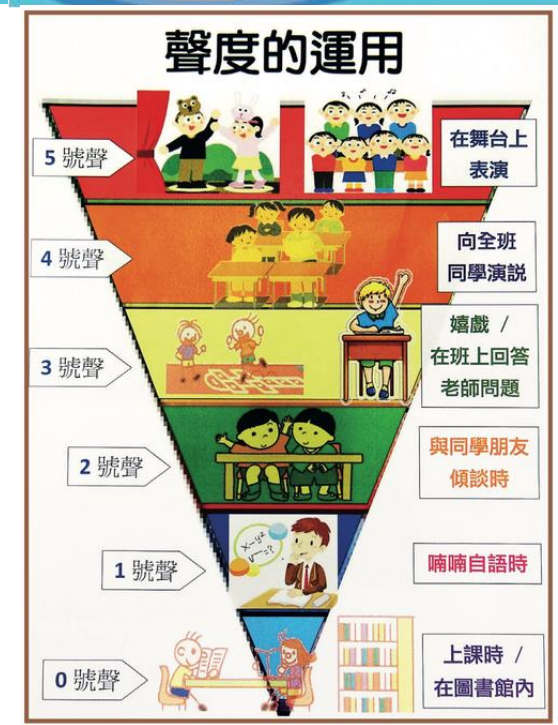 聲度的運用
5 號聲
在舞台上
表演
4 號聲
向全班
同學演説
3 號聲
嬉戲 /
在班上回答
老師問題
2 號聲
與同學朋友
傾談時
1 號聲
x-y²
喃喃自語時
0 號聲
上課時 /
在圖書館內